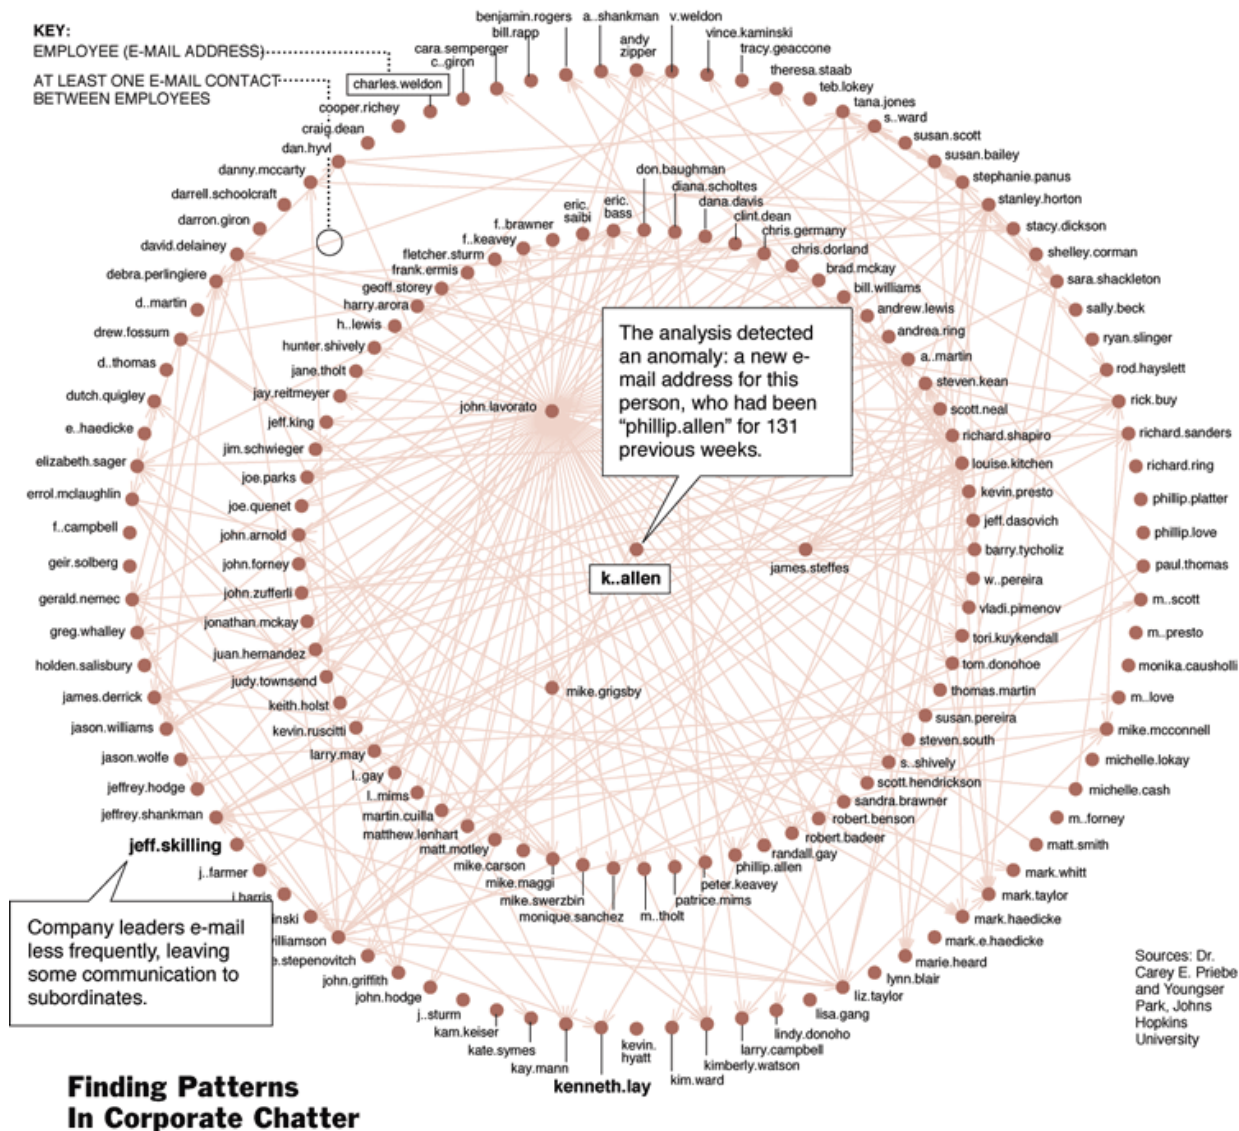 KEY:
EMPLOYEE (E-MAIL ADDRESS)
AT LEAST ONE E-MAIL CONTACT
BETWEEN EMPLOYEES
benjamin.rogers
a..shankman
v.weldon
bill.rapp
andy
zipper
vince.kaminski
cara.semperger
tracy.geaccone
c..giron
theresa.staab
charles.weldon
teb.lokey
cooper.richey
tana.jones
craig.dean
s..ward
dan.hyvl
susan.scott
danny.mccarty
susan.bailey
darrell.schoolcraft
stephanie.panus
darron.giron
stanley.horton
david.delainey
stacy.dickson
debra.perlingiere
shelley.corman
d..martin
sara.shackleton
drew.fossum
sally.beck
d..thomas
ryan.slinger
dutch.quigley
rod.hayslett
e..haedicke
rick.buy
elizabeth.sager
richard.sanders
errol.mclaughlin
richard.ring
f..campbell
phillip.platter
geir.solberg
phillip.love
gerald.nemec
paul.thomas
greg.whalley
m..scott
holden.salisbury
m..presto
james.derrick
monika.causholli
jason.williams
m..love
jason.wolfe
mike.mcconnell
jeffrey.hodge
michelle.lokay
jeffrey.shankman
michelle.cash
jeff.skilling
m..forney
j..farmer
matt.smith
j.harris
mark.whitt
inski
mark.taylor
illiamson
mark.haedicke
e.stepenovitch
mark.e.haedicke
john.griffith
marie.heard
john.hodge
lynn.blair
j..sturm
liz.taylor
kam.keiser
lisa.gang
kate.symes
lindy.donoho
kay.mann
larry.campbell
kenneth.lay
kimberly.watson
kevin.
hyatt
kim.ward
don.baughman
diana.scholtes
eric.
saibi
eric.
bass
dana.davis
f..brawner
clint.dean
f..keavey
chris.germany
fletcher.sturm
chris.dorland
frank.ermis
brad.mckay
geoff.storey
bill.williams
harry.arora
andrew.lewis
h..lewis
andrea.ring
hunter.shively
a..martin
jane.tholt
steven.kean
jay.reitmeyer
scott.neal
jeff.king
richard.shapiro
jim.schwieger
louise.kitchen
joe.parks
kevin.presto
joe.quenet
jeff.dasovich
john.arnold
barry.tycholiz
john.forney
w..pereira
john.zufferli
vladi.pimenov
jonathan.mckay
tori.kuykendall
juan.hernandez
tom.donohoe
judy.townsend
thomas.martin
keith.holst
susan.pereira
kevin.ruscitti
steven.south
larry.may
s..shively
l..gay
scott.hendrickson
l..mims
sandra.brawner
martin.cuilla
robert.benson
matthew.lenhart
robert.badeer
matt.motley
randall.gay
mike.carson
phillip.allen
mike.maggi
peter.keavey
mike.swerzbin
patrice.mims
monique.sanchez
m..tholt
john.lavorato
The analysis detected
an anomaly: a new e-
mail address for this
person, who had been
“phillip.allen” for 131
previous weeks.
k..allen
james.steffes
mike.grigsby
Company leaders e-mail
less frequently, leaving
some communication to
subordinates.
Sources: Dr.
Carey E. Priebe
and Youngser
Park, Johns
Hopkins
University
Finding Patterns
In Corporate Chatter